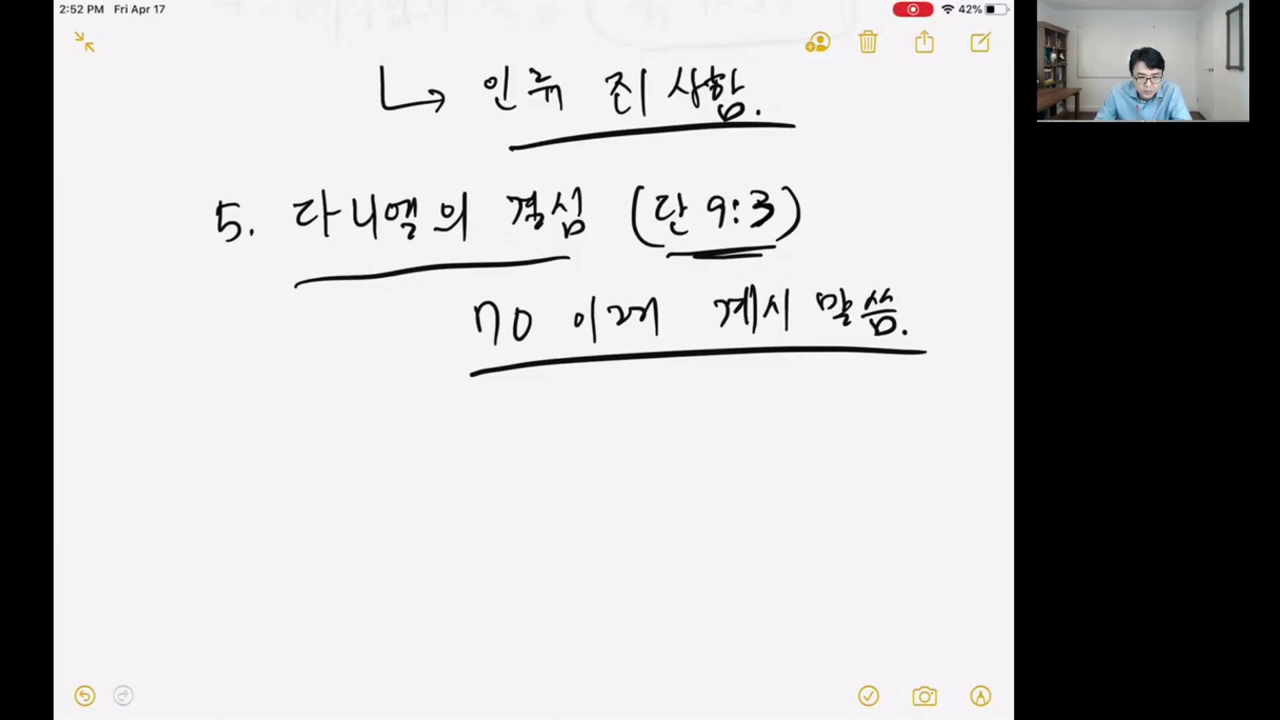 2:52 PM Fri Apr 17 42%
↳ 인류 죄 사함.
5. 다니엘의 결심 (단 9:3)
70 이레 계시 말씀.